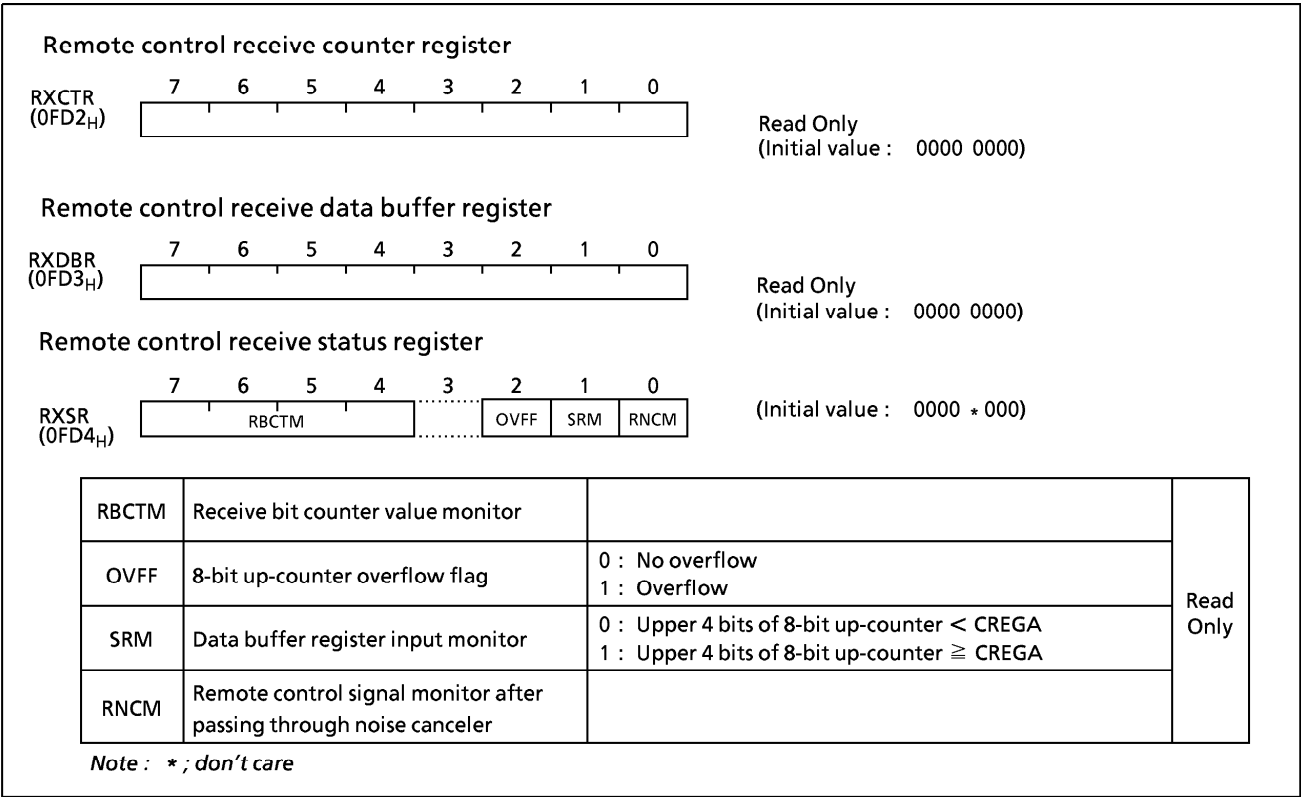 Remote control receive counter register
7 6 5 4 3 2 1 0
RXCTR
(0FD2H)
Read Only
(Initial value : 0000 0000)
Remote control receive data buffer register
7 6 5 4 3 2 1 0
RXDBR
(0FD3H)
Read Only
(Initial value : 0000 0000)
Remote control receive status register
7 6 5 4 3 2 1 0
RXSR
(0FD4H)
RBCTM OVFF SRM RNCM
(Initial value : 0000 * 000)
RBCTM Receive bit counter value monitor
OVFF 8-bit up-counter overflow flag
0 : No overflow
1 : Overflow
SRM Data buffer register input monitor
0 : Upper 4 bits of 8-bit up-counter < CREGA
1 : Upper 4 bits of 8-bit up-counter ≧ CREGA
RNCM Remote control signal monitor after
passing through noise canceler
Read
Only
Note : * ; don't care